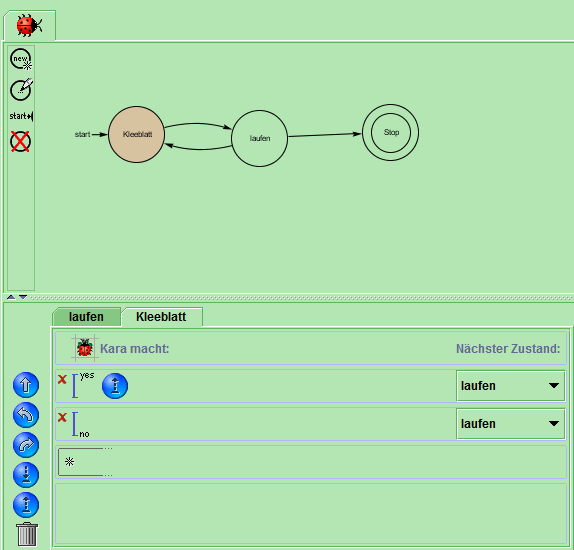 new
start
start
Kleeblatt
laufen
Stop
laufen
Kleeblatt
Kara macht:
Nächster Zustand:
yes
laufen
no
laufen